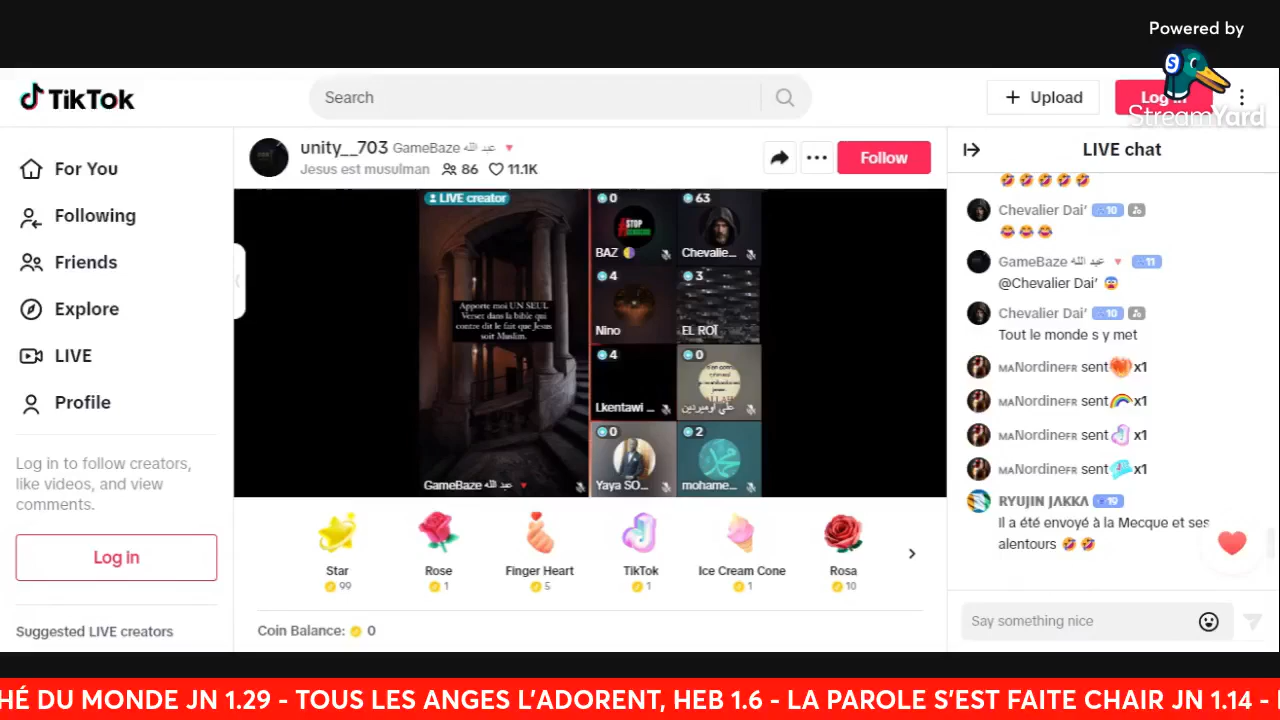 Powered by
StreamYard
TikTok
Search
Upload
Log in
For You
Following
Friends
Explore
LIVE
Profile
Log in to follow creators,
like videos, and view
comments.
Log in
Suggested LIVE creators
unity__703 GameBaze عبد الله
Jesus est musulman 86 11.1K
Follow
LIVE creator
Apporte moi UN SEUL
Verset dans la bible qui
contre dit le fait que Jesus
soit Muslim.
GameBaze عبد الله
0
STOP
BAZ
63
Chevalie...
4
Nino
3
EL ROÏ
4
Lkentawi ...
0
0
Yaya SO...
2
mohame...
Star
99
Rose
1
Finger Heart
5
TikTok
1
Ice Cream Cone
1
Rosa
10
Coin Balance: 0
LIVE chat
🤣 🤣 🤣 🤣 🤣
Chevalier Dai’ 10
😂 😂 😂
GameBaze عبد الله 11
@Chevalier Dai’ 😱
Chevalier Dai’ 10
Tout le monde s y met
ᴍᴀNordineꜰʀ sent x1
ᴍᴀNordineꜰʀ sent x1
ᴍᴀNordineꜰʀ sent x1
ᴍᴀNordineꜰʀ sent x1
RYUJIN JΛKKΛ 19
Il a été envoyé à la Mecque et ses
alentours 🤣 🤣
Say something nice
HÉ DU MONDE JN 1.29 - TOUS LES ANGES L'ADORENT, HEB 1.6 - LA PAROLE S'EST FAITE CHAIR JN 1.14 -